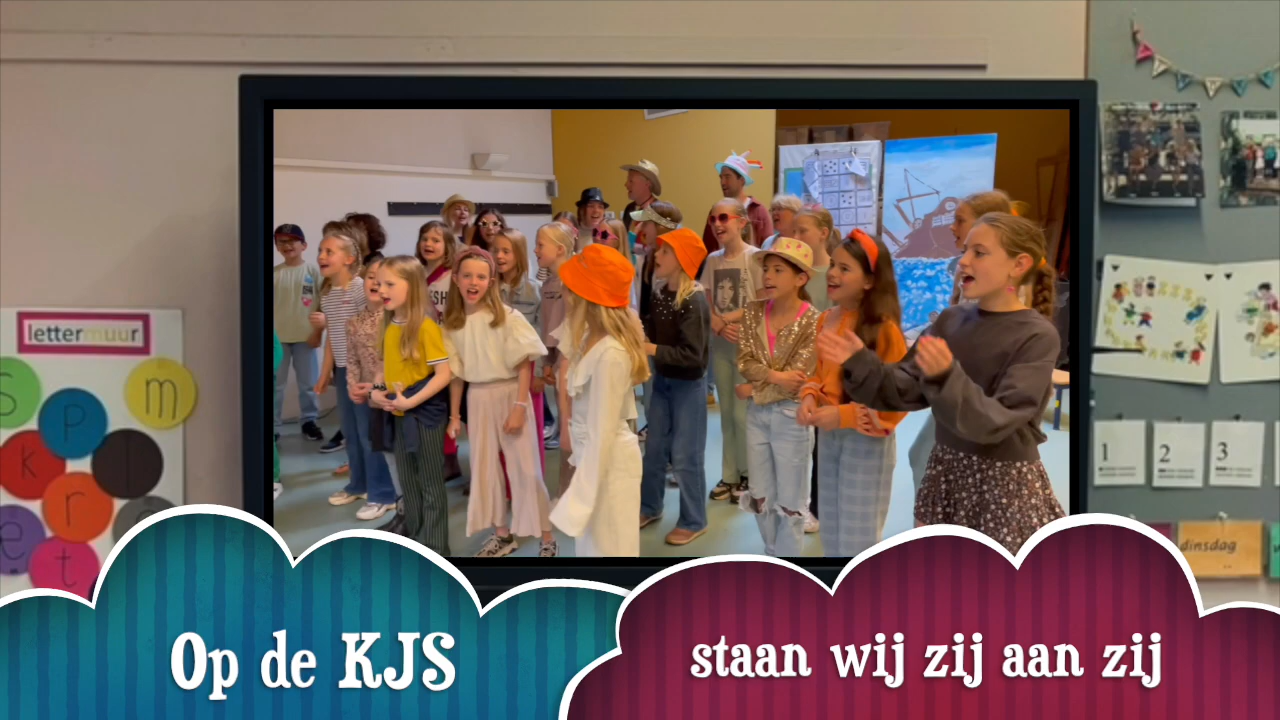 lettermuur
s
p
m
k
l
r
e
t
1
2
3
dinsdag
Op de KJS
staan wij zij aan zij